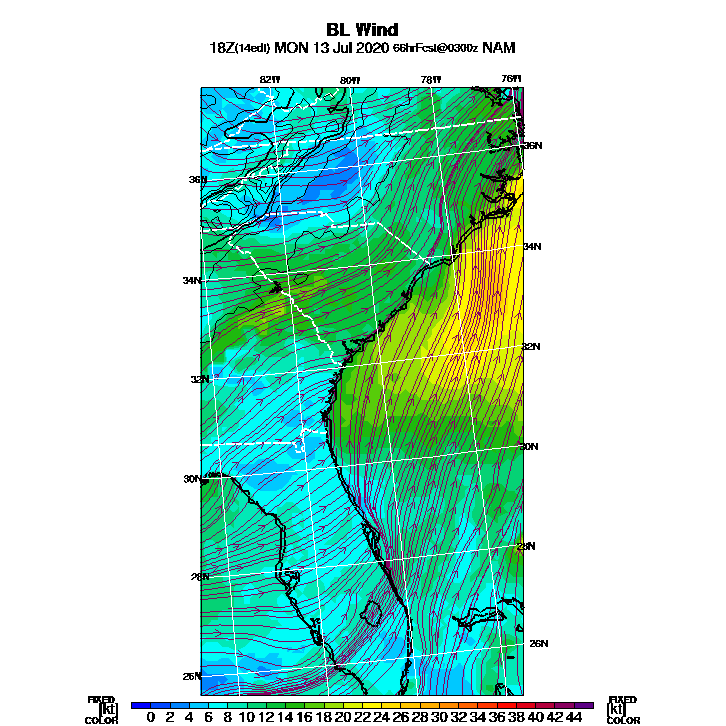 BL Wind
18Z(14edt) MON 13 Jul 2020 66hrFcst@0300z NAM
82W 80W 78W 76W
36N
36N
34N
34N
32N
32N
30N
30N
28N
28N
26N
26N
FIXED FIXED
[kt] 0 2 4 6 8 10 12 14 16 18 20 22 24 26 28 30 32 34 36 38 40 42 44 [kt]
COLOR COLOR